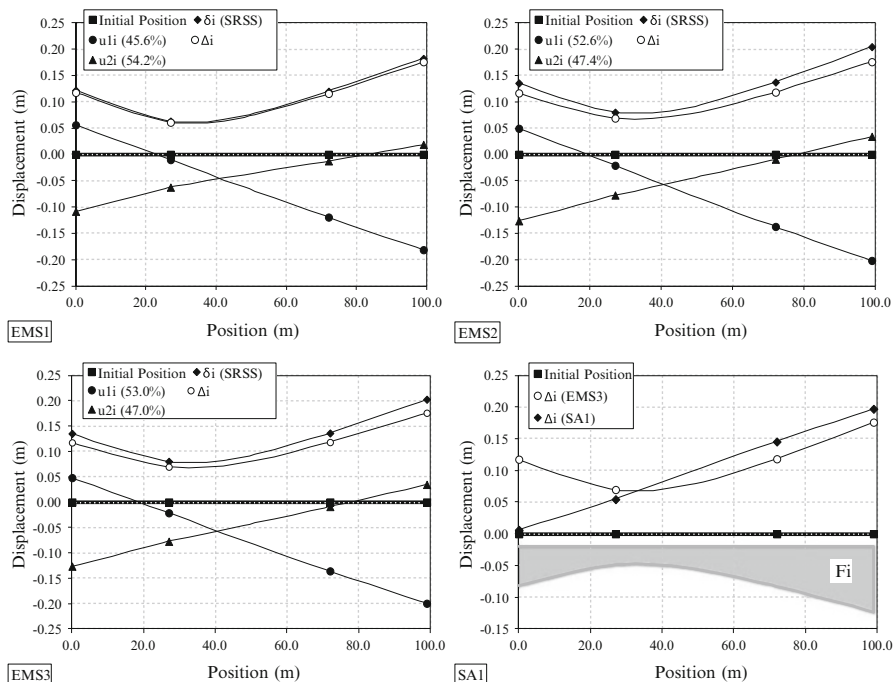 Initial Position
δi (SRSS)
u1i (45.6%)
Δi
u2i (54.2%)
0.25
0.20
0.15
0.10
0.05
0.00
-0.05
-0.10
-0.15
-0.20
-0.25
Displacement (m)
0.0 20.0 40.0 60.0 80.0 100.0
EMS1
Position (m)
Initial Position
δi (SRSS)
u1i (52.6%)
Δi
u2i (47.4%)
0.25
0.20
0.15
0.10
0.05
0.00
-0.05
-0.10
-0.15
-0.20
-0.25
Displacement (m)
0.0 20.0 40.0 60.0 80.0 100.0
EMS2
Position (m)
Initial Position
δi (SRSS)
u1i (53.0%)
Δi
u2i (47.0%)
0.25
0.20
0.15
0.10
0.05
0.00
-0.05
-0.10
-0.15
-0.20
-0.25
Displacement (m)
0.0 20.0 40.0 60.0 80.0 100.0
EMS3
Position (m)
Initial Position
Δi (EMS3)
Δi (SA1)
0.25
0.20
0.15
0.10
0.05
0.00
-0.05
-0.10
-0.15
Displacement (m)
Fi
0.0 20.0 40.0 60.0 80.0 100.0
SA1
Position (m)